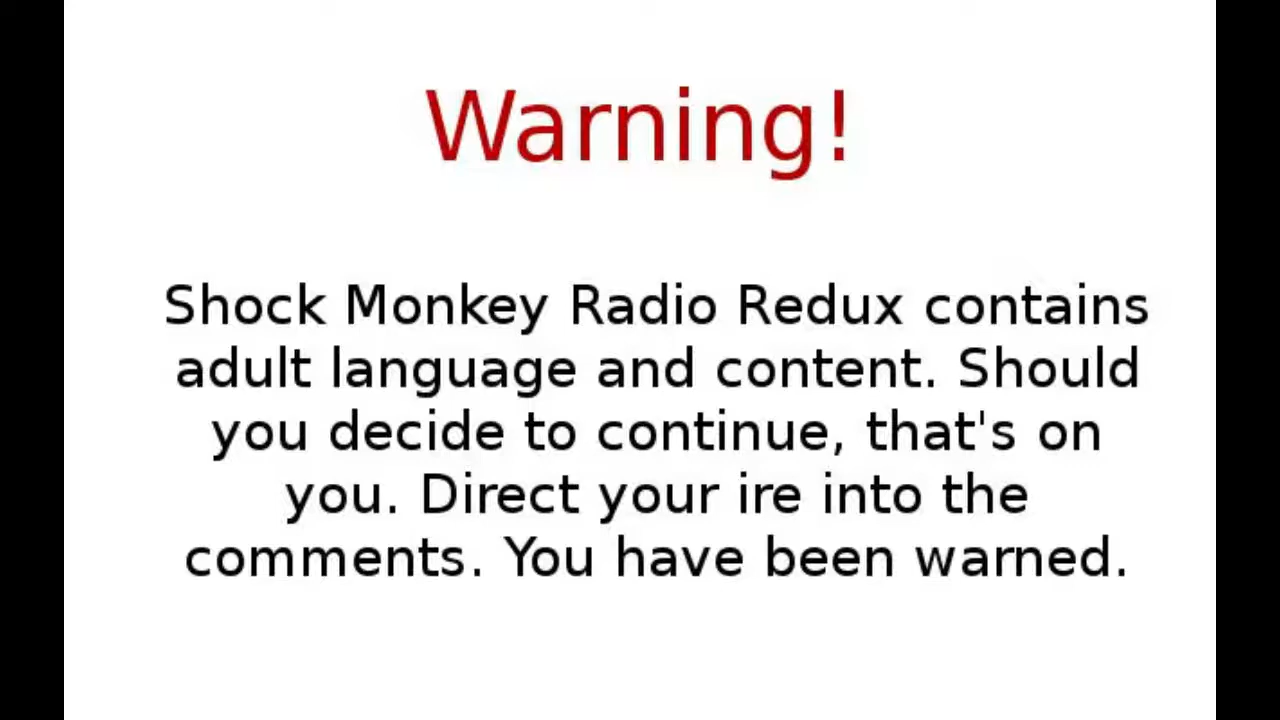 Warning!
Shock Monkey Radio Redux contains
adult language and content. Should
you decide to continue, that's on
you. Direct your ire into the
comments. You have been warned.